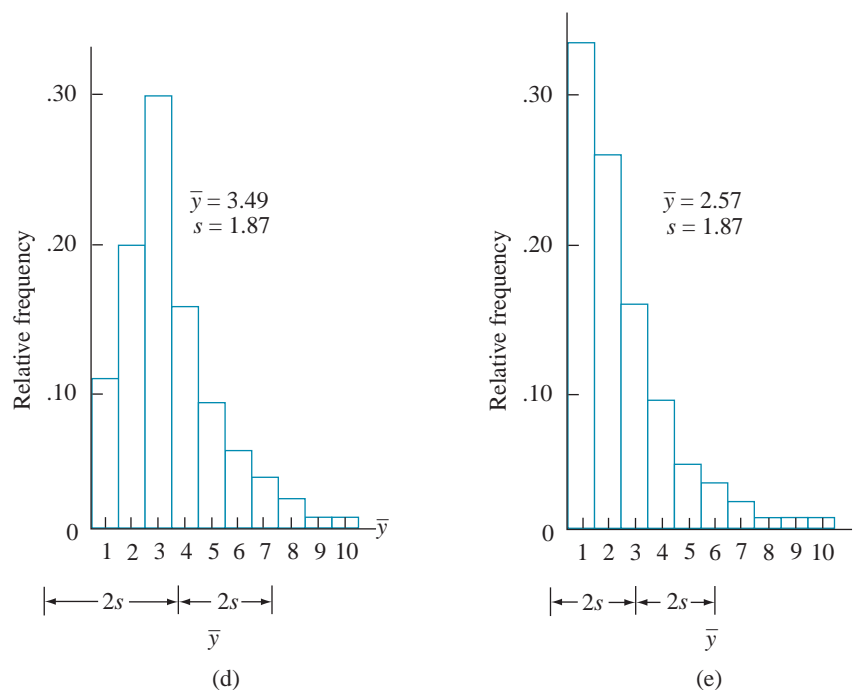 Relative frequency
.30
.20
.10
0
y̅ = 3.49
s = 1.87
1 2 3 4 5 6 7 8 9 10
y̅
2s 2s
y̅
(d)
Relative frequency
.30
.20
.10
0
y̅ = 2.57
s = 1.87
1 2 3 4 5 6 7 8 9 10
2s 2s
y̅
(e)